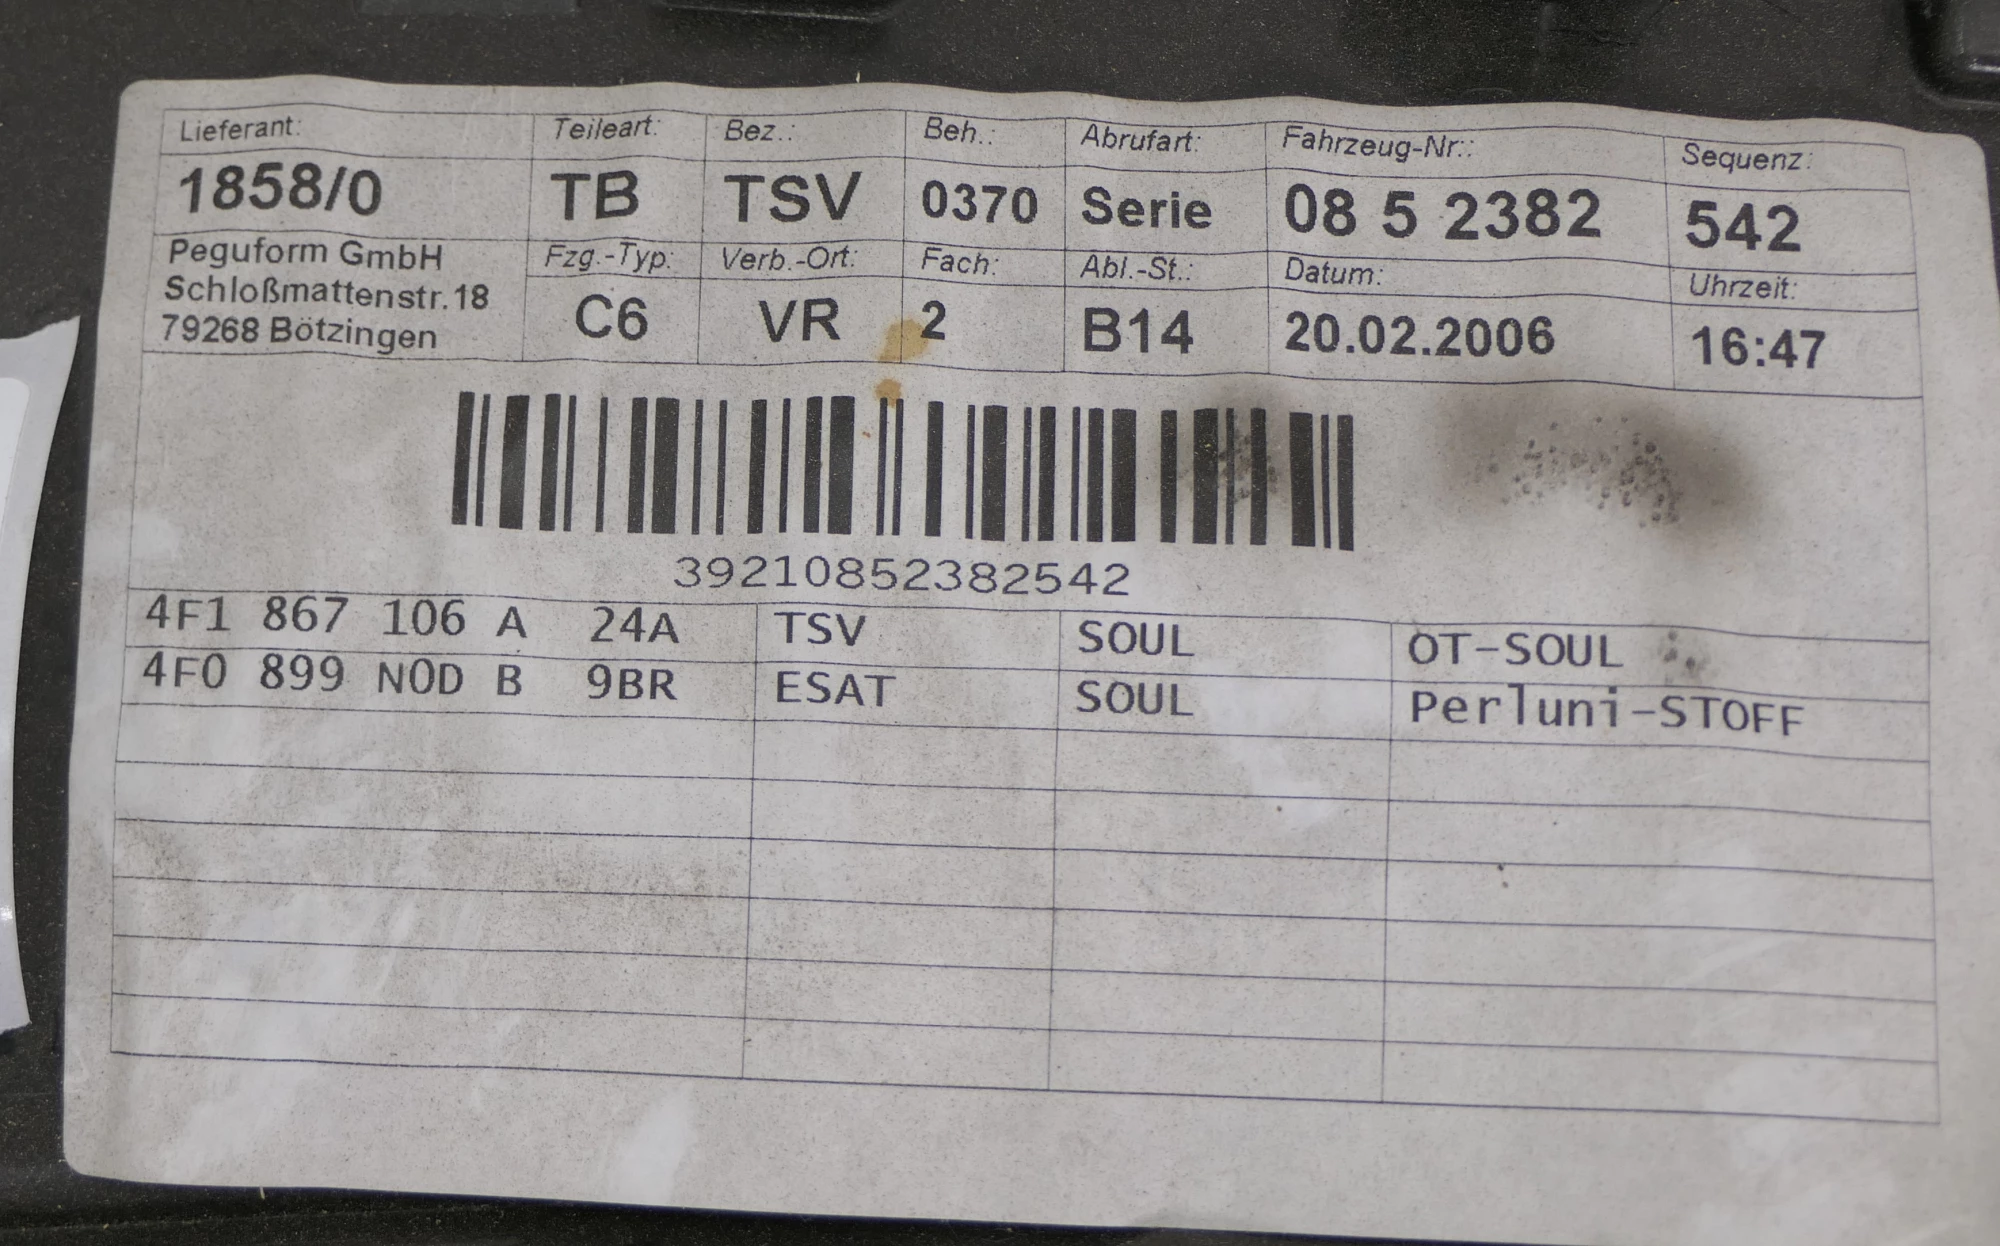 Lieferant: Teileart: Bez.: Beh.: Abrufart: Fahrzeug-Nr.: Sequenz:
1858/0 TB TSV 0370 Serie 08 5 2382 542
Peguform GmbH Fzg.-Typ: Verb.-Ort: Fach: Abl.-St.: Datum: Uhrzeit:
Schloßmattenstr.18
79268 Bötzingen C6 VR 2 B14 20.02.2006 16:47
39210852382542
4F1 867 106 A 24A TSV SOUL OT-SOUL
4F0 899 NOD B 9BR ESAT SOUL Perluni-STOFF